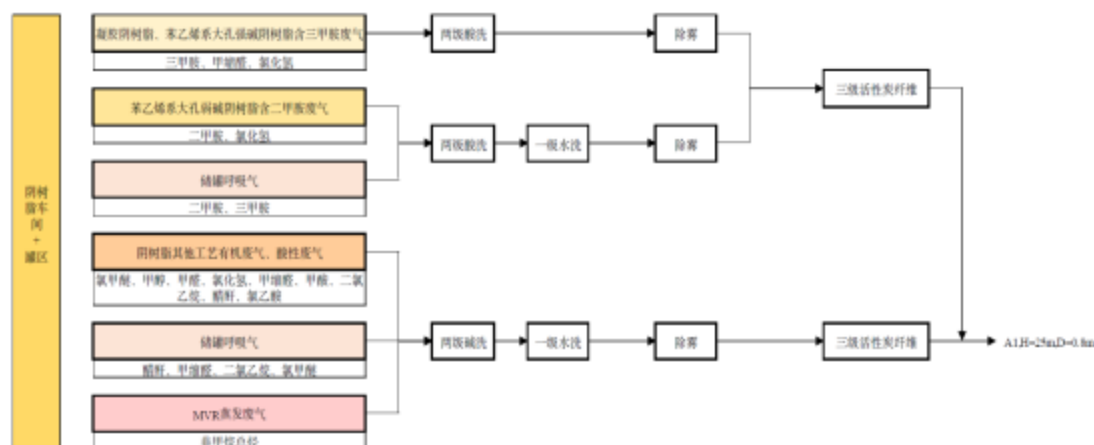 阴树
脂车
间
+
罐区
凝胶阴树脂、苯乙烯系大孔强碱阴树脂含三甲胺废气
三甲胺、甲缩醛、氯化氢
两级酸洗
除雾
苯乙烯系大孔弱碱阴树脂含二甲胺废气
二甲胺、氯化氢
储罐呼吸气
二甲胺、三甲胺
两级酸洗
一级水洗
除雾
三级活性炭纤维
阴树脂其他工艺有机废气、酸性废气
氯甲醚、甲醇、甲醛、氯化氢、甲缩醛、甲酸、二氯
乙烷、醋酐、氯乙酸
储罐呼吸气
醋酐、甲缩醛、二氯乙烷、氯甲醚
MVR蒸发废气
非甲烷总烃
两级碱洗
一级水洗
除雾
三级活性炭纤维
A1,H=25m,D=0.8m